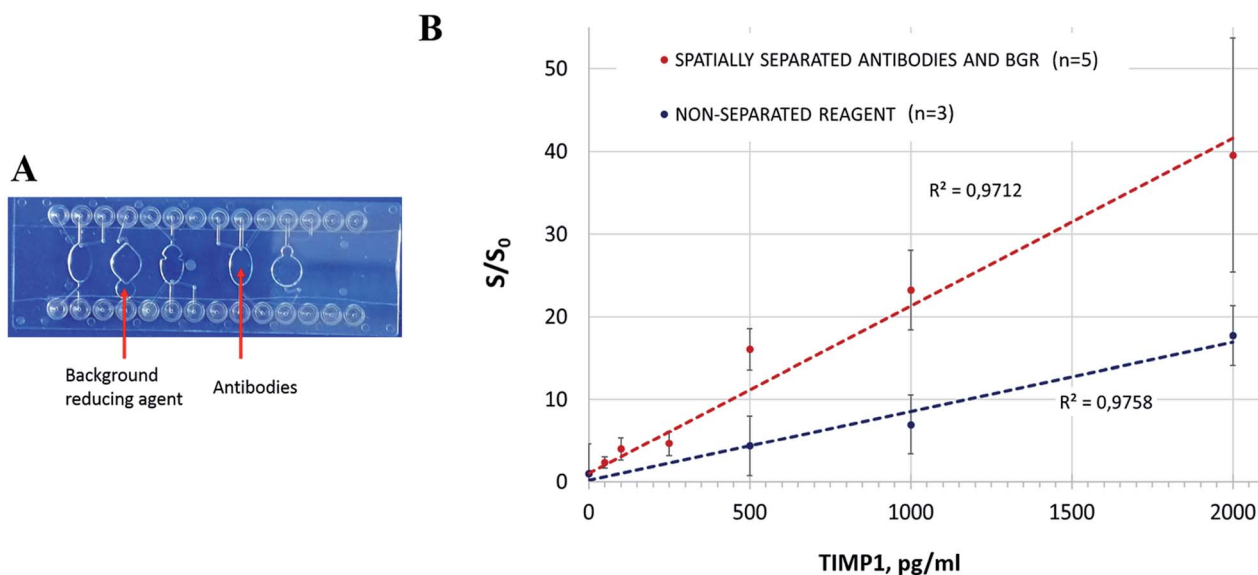 A
Background
reducing agent
Antibodies
B
SPATIALLY SEPARATED ANTIBODIES AND BGR (n=5)
NON-SEPARATED REAGENT (n=3)
R² = 0,9712
R² = 0,9758
S/S₀
50
40
30
20
10
0
0 500 1000 1500 2000
TIMP1, pg/ml